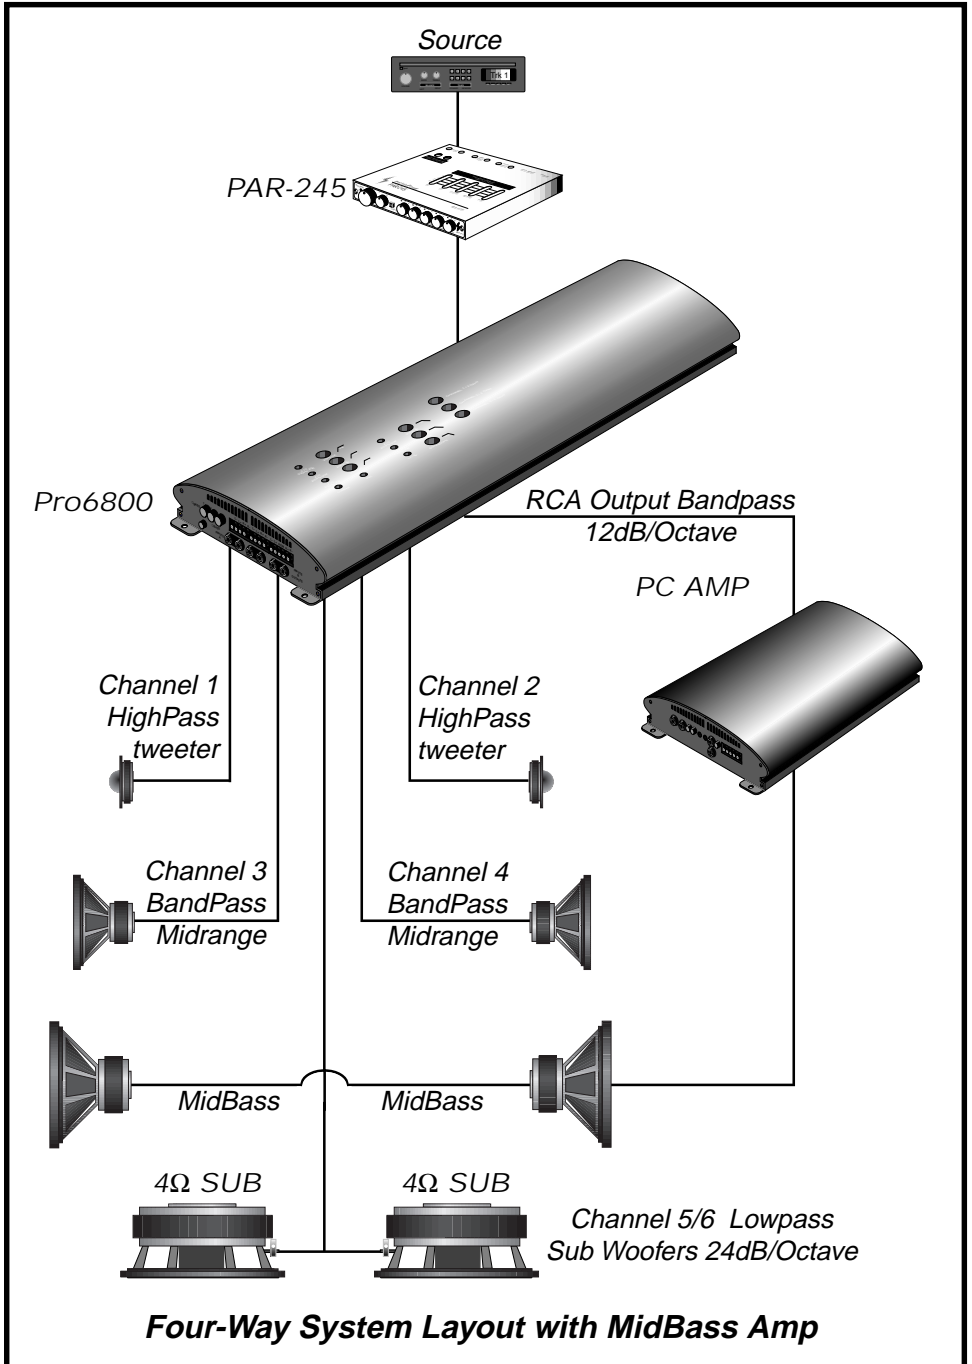 Source
Trk 1
PAR-245
Pro6800
RCA Output Bandpass
12dB/Octave
PC AMP
Channel 1
HighPass
tweeter
Channel 2
HighPass
tweeter
Channel 3
BandPass
Midrange
Channel 4
BandPass
Midrange
MidBass
MidBass
4Ω SUB
4Ω SUB
Channel 5/6 Lowpass
Sub Woofers 24dB/Octave
Four-Way System Layout with MidBass Amp